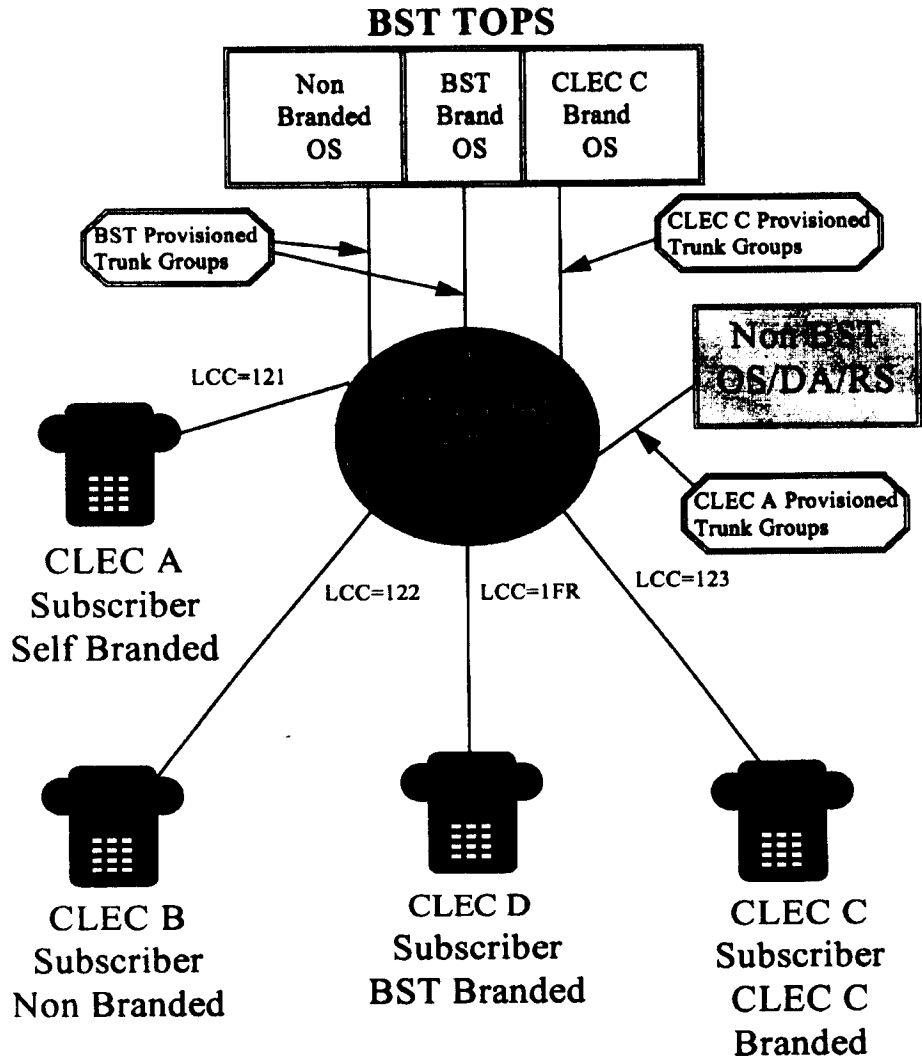 BST TOPS
Non
Branded
OS
BST
Brand
OS
CLEC C
Brand
OS
BST Provisioned
Trunk Groups
CLEC C Provisioned
Trunk Groups
Non BST
OS/DA/RS
LCC=121
CLEC A Provisioned
Trunk Groups
CLEC A
Subscriber
Self Branded
LCC=122
LCC=1FR
LCC=123
CLEC B
Subscriber
Non Branded
CLEC D
Subscriber
BST Branded
CLEC C
Subscriber
CLEC C
Branded